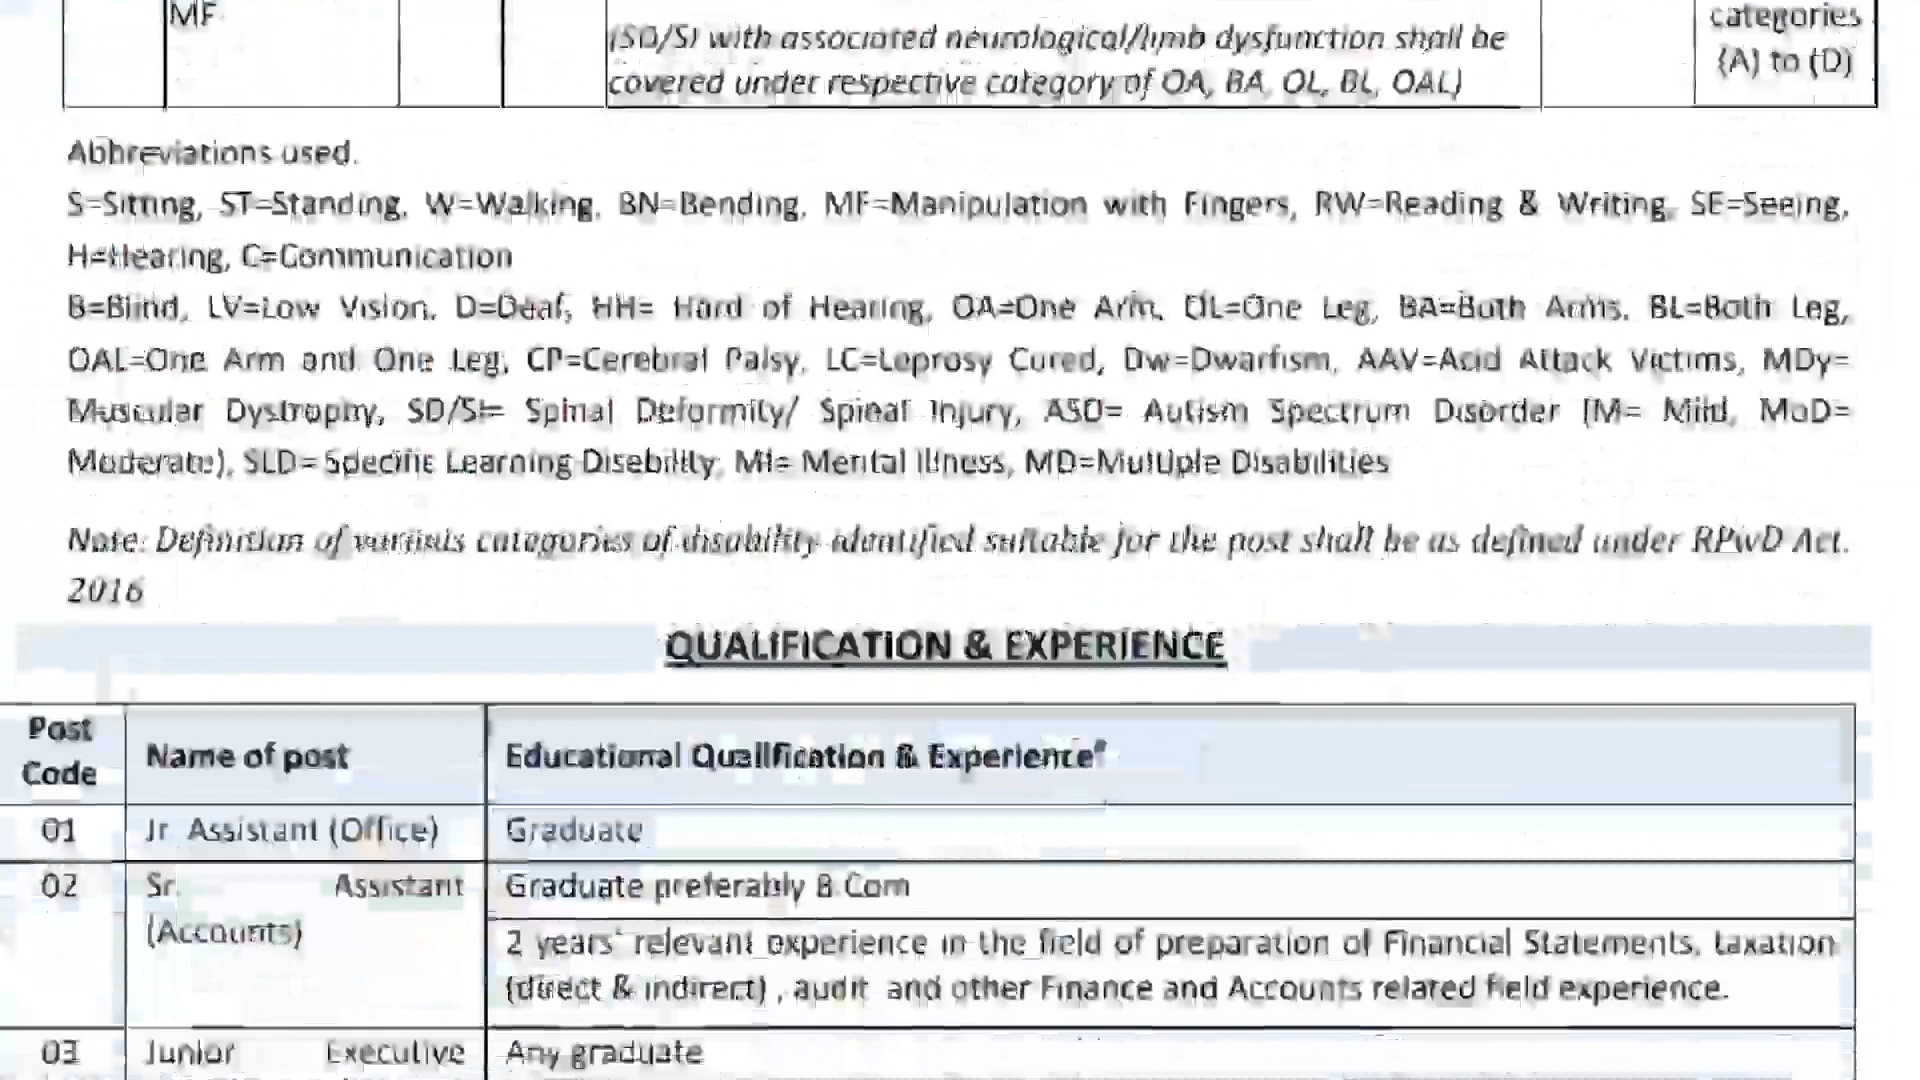 MF
(SD/SI with associated neurological/limb dysfunction shall be
covered under respective category of OA, BA, OL, BL, OAL)
categories
(A) to (D)
Abbreviations used.
S=Sitting, ST=Standing, W=Walking, BN=Bending, MF=Manipulation with Fingers, RW=Reading & Writing, SE=Seeing,
H=Hearing, C=Communication
B=Blind, LV=Low Vision, D=Deaf, HH= Hard of Hearing, OA=One Arm, OL=One Leg, BA=Both Arms, BL=Both Leg,
OAL=One Arm and One Leg, CP=Cerebral Palsy, LC=Leprosy Cured, Dw=Dwarfism, AAV=Acid Attack Victims, MDy=
Muscular Dystrophy, SD/SI= Spinal Deformity/ Spinal Injury, ASD= Autism Spectrum Disorder (M= Mild, MoD=
Moderate), SLD= Specific Learning Disability, MI= Mental Illness, MD=Multiple Disabilities
Note: Definition of various categories of disability identified suitable for the post shall be as defined under RPwD Act.
2016
QUALIFICATION & EXPERIENCE
Post
Code
Name of post
Educational Qualification & Experience#
01
Jr. Assistant (Office)
Graduate
02
Sr. Assistant
(Accounts)
Graduate preferably B.Com
2 years' relevant experience in the field of preparation of Financial Statements, taxation
(direct & indirect) , audit and other Finance and Accounts related field experience.
03
Junior Executive
Any graduate